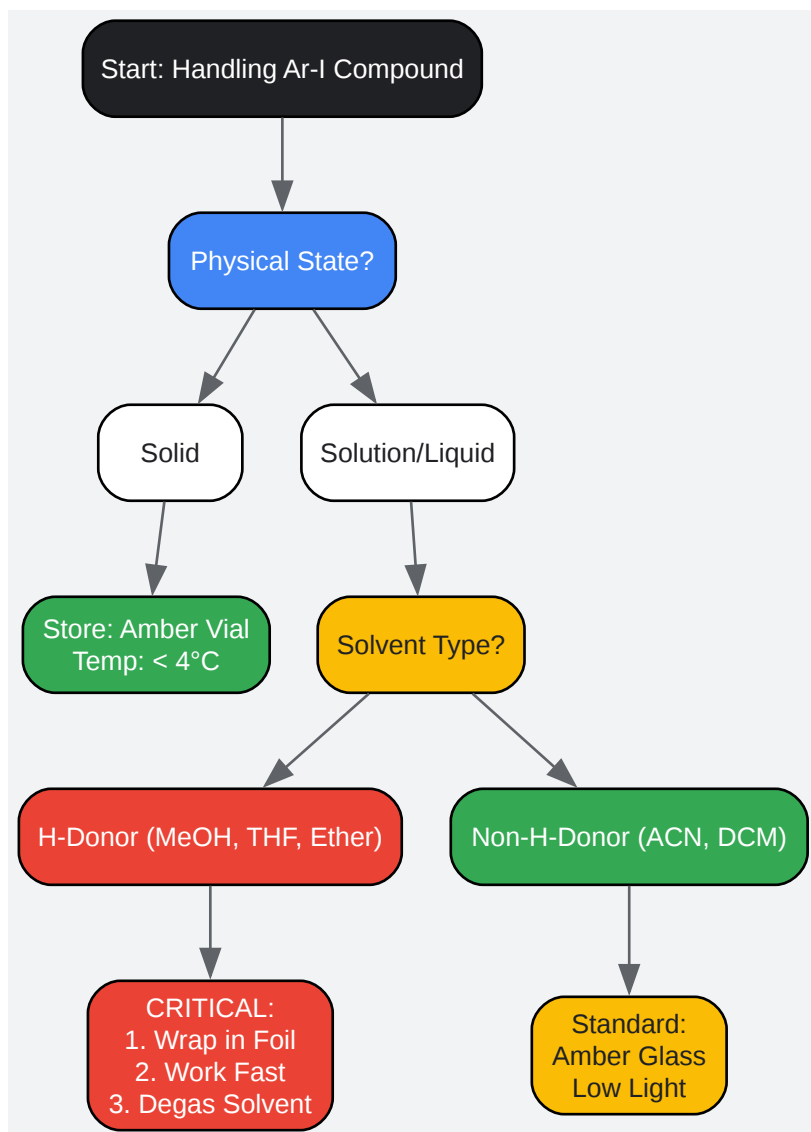 Start: Handling Ar-I Compound
Physical State?
Solid
Solution/Liquid
Store: Amber Vial
Temp: < 4°C
Solvent Type?
H-Donor (MeOH, THF, Ether)
Non-H-Donor (ACN, DCM)
CRITICAL:
1. Wrap in Foil
2. Work Fast
3. Degas Solvent
Standard:
Amber Glass
Low Light